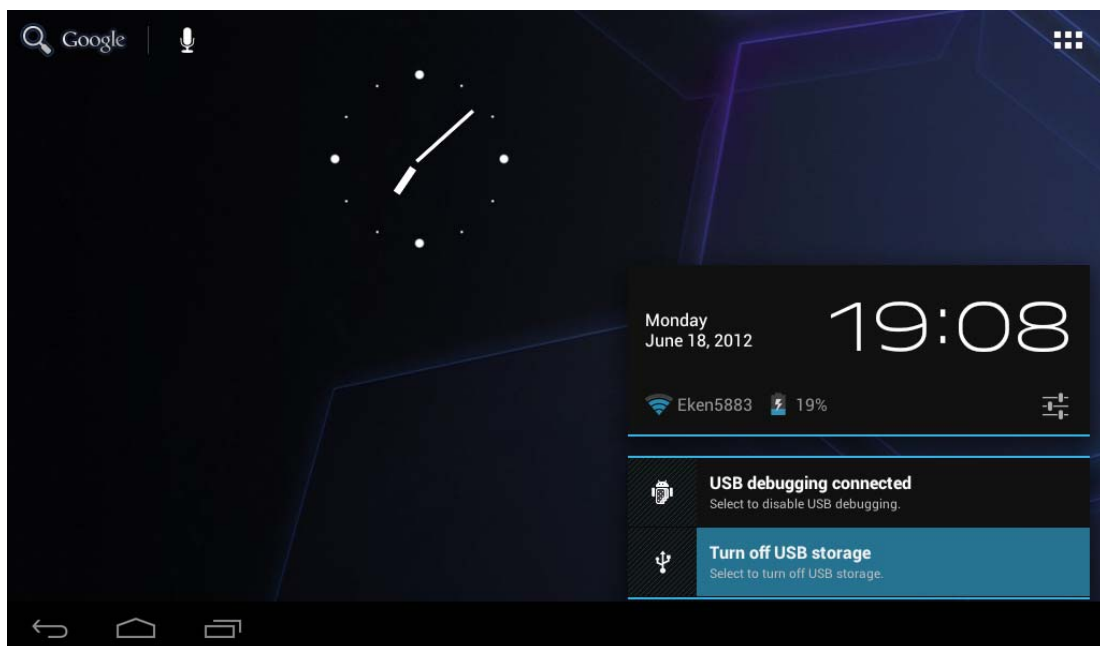 Google
Monday
June 18, 2012
19:08
Eken5883 19%
USB debugging connected
Select to disable USB debugging.
Turn off USB storage
Select to turn off USB storage.